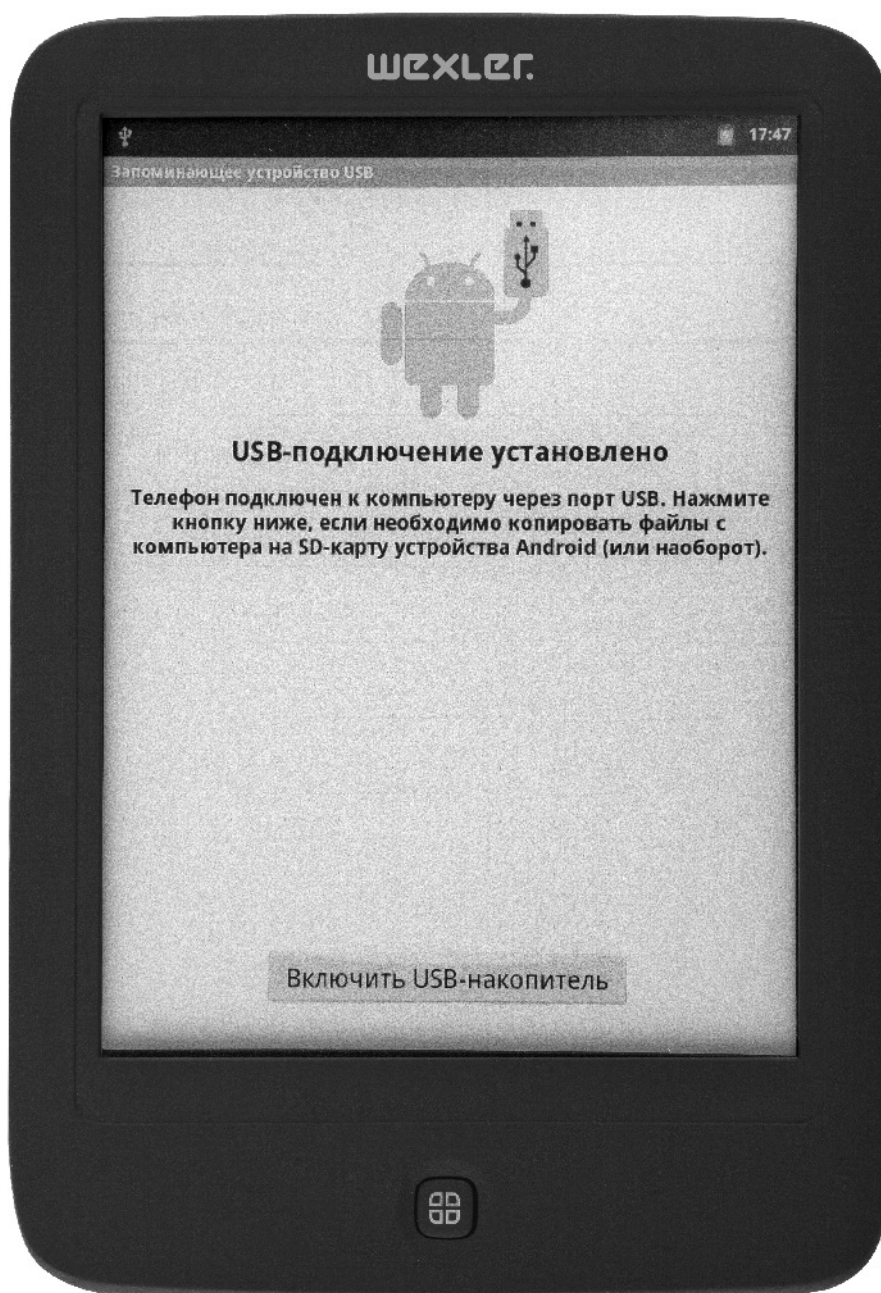 wexler.
17:47
Запоминающее устройство USB
USB-подключение установлено
Телефон подключен к компьютеру через порт USB. Нажмите
кнопку ниже, если необходимо копировать файлы с
компьютера на SD-карту устройства Android (или наоборот).
Включить USB-накопитель